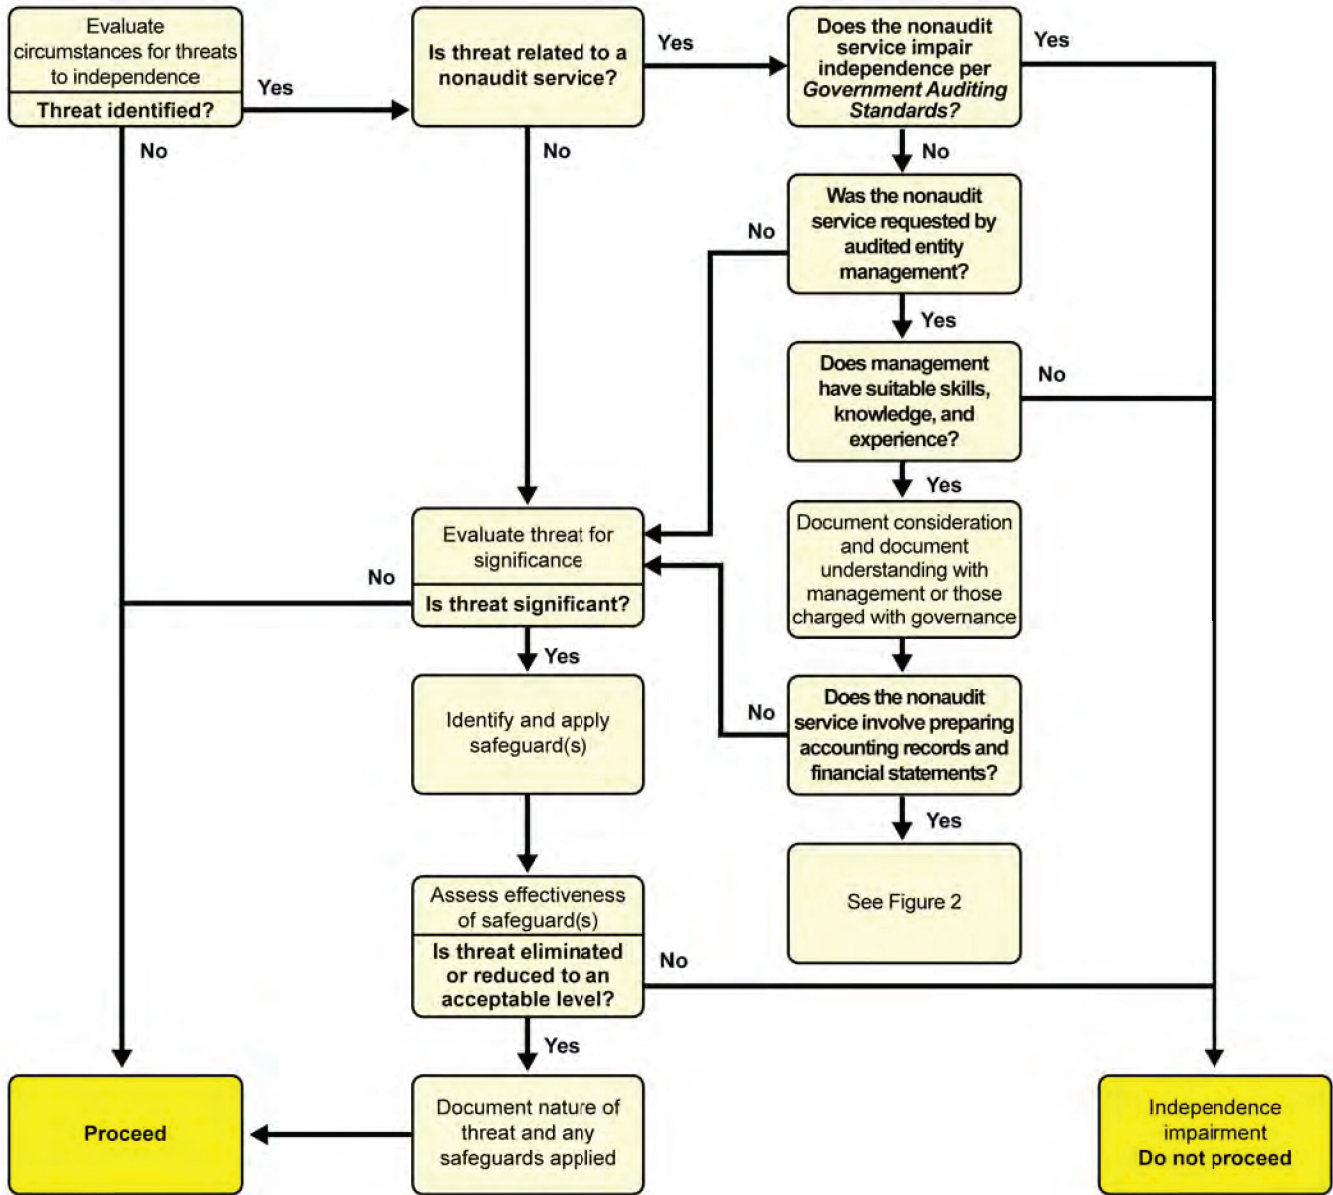 Evaluate
circumstances for threats
to independence
Threat identified?
Yes
No
Is threat related to a
nonaudit service?
Yes
No
Does the nonaudit
service impair
independence per
Government Auditing
Standards?
Yes
No
Was the nonaudit
service requested by
audited entity
management?
No
Yes
Does management
have suitable skills,
knowledge, and
experience?
No
Yes
Document consideration
and document
understanding with
management or those
charged with governance
Does the nonaudit
service involve preparing
accounting records and
financial statements?
No
Yes
See Figure 2
Evaluate threat for
significance
Is threat significant?
No
Yes
Identify and apply
safeguard(s)
Assess effectiveness
of safeguard(s)
Is threat eliminated
or reduced to an
acceptable level?
No
Yes
Document nature of
threat and any
safeguards applied
Proceed
Independence
impairment
Do not proceed